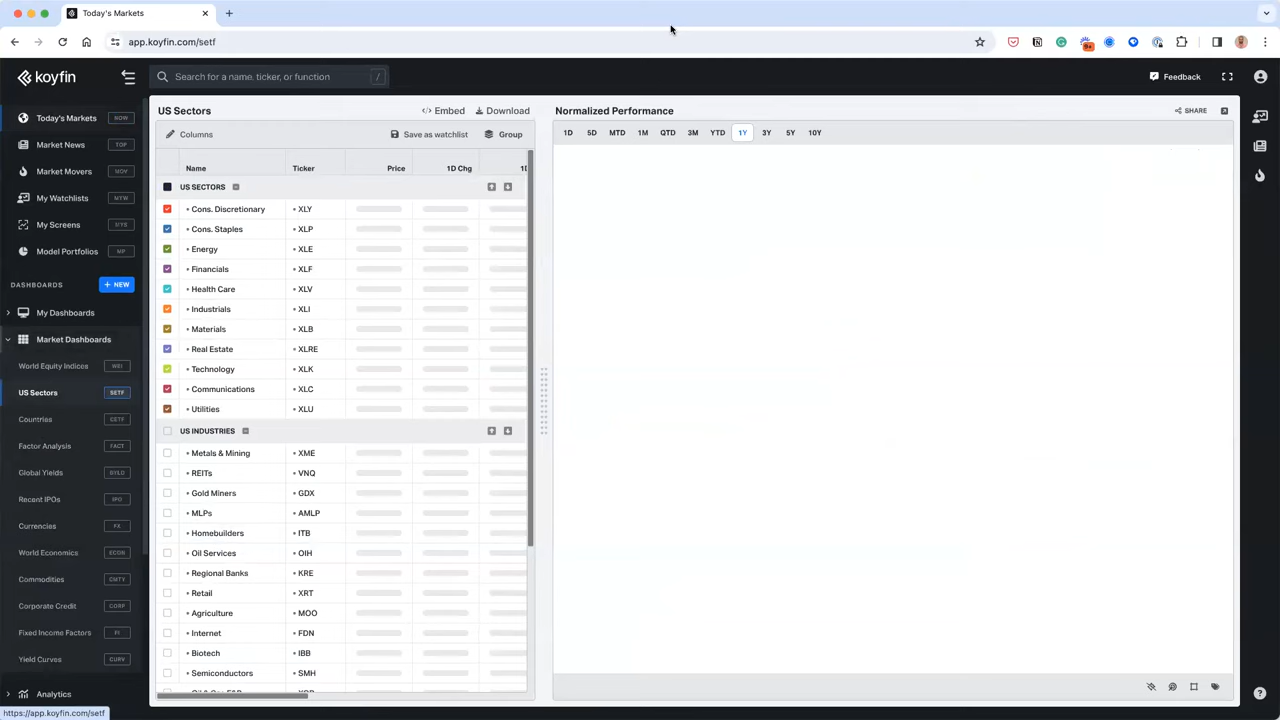 Today's Markets
app.koyfin.com/setf
9+
koyfin
Search for a name, ticker, or function
/
Feedback
Today's Markets
NOW
Market News
TOP
Market Movers
MOV
My Watchlists
MYW
My Screens
MYS
Model Portfolios
MP
DASHBOARDS
+ NEW
My Dashboards
Market Dashboards
World Equity Indices
WEI
US Sectors
SETF
Countries
CETF
Factor Analysis
FACT
Global Yields
GYLD
Recent IPOs
IPO
Currencies
FX
World Economics
ECON
Commodities
CMTY
Corporate Credit
CORP
Fixed Income Factors
FI
Yield Curves
CURV
Analytics
https://app.koyfin.com/setf
US Sectors
</> Embed
Download
Columns
Save as watchlist
Group
Name Ticker Price 1D Chg 1D
US SECTORS
• Cons. Discretionary • XLY
• Cons. Staples • XLP
• Energy • XLE
• Financials • XLF
• Health Care • XLV
• Industrials • XLI
• Materials • XLB
• Real Estate • XLRE
• Technology • XLK
• Communications • XLC
• Utilities • XLU
US INDUSTRIES
• Metals & Mining • XME
• REITs • VNQ
• Gold Miners • GDX
• MLPs • AMLP
• Homebuilders • ITB
• Oil Services • OIH
• Regional Banks • KRE
• Retail • XRT
• Agriculture • MOO
• Internet • FDN
• Biotech • IBB
• Semiconductors • SMH
Normalized Performance
SHARE
1D 5D MTD 1M QTD 3M YTD 1Y 3Y 5Y 10Y